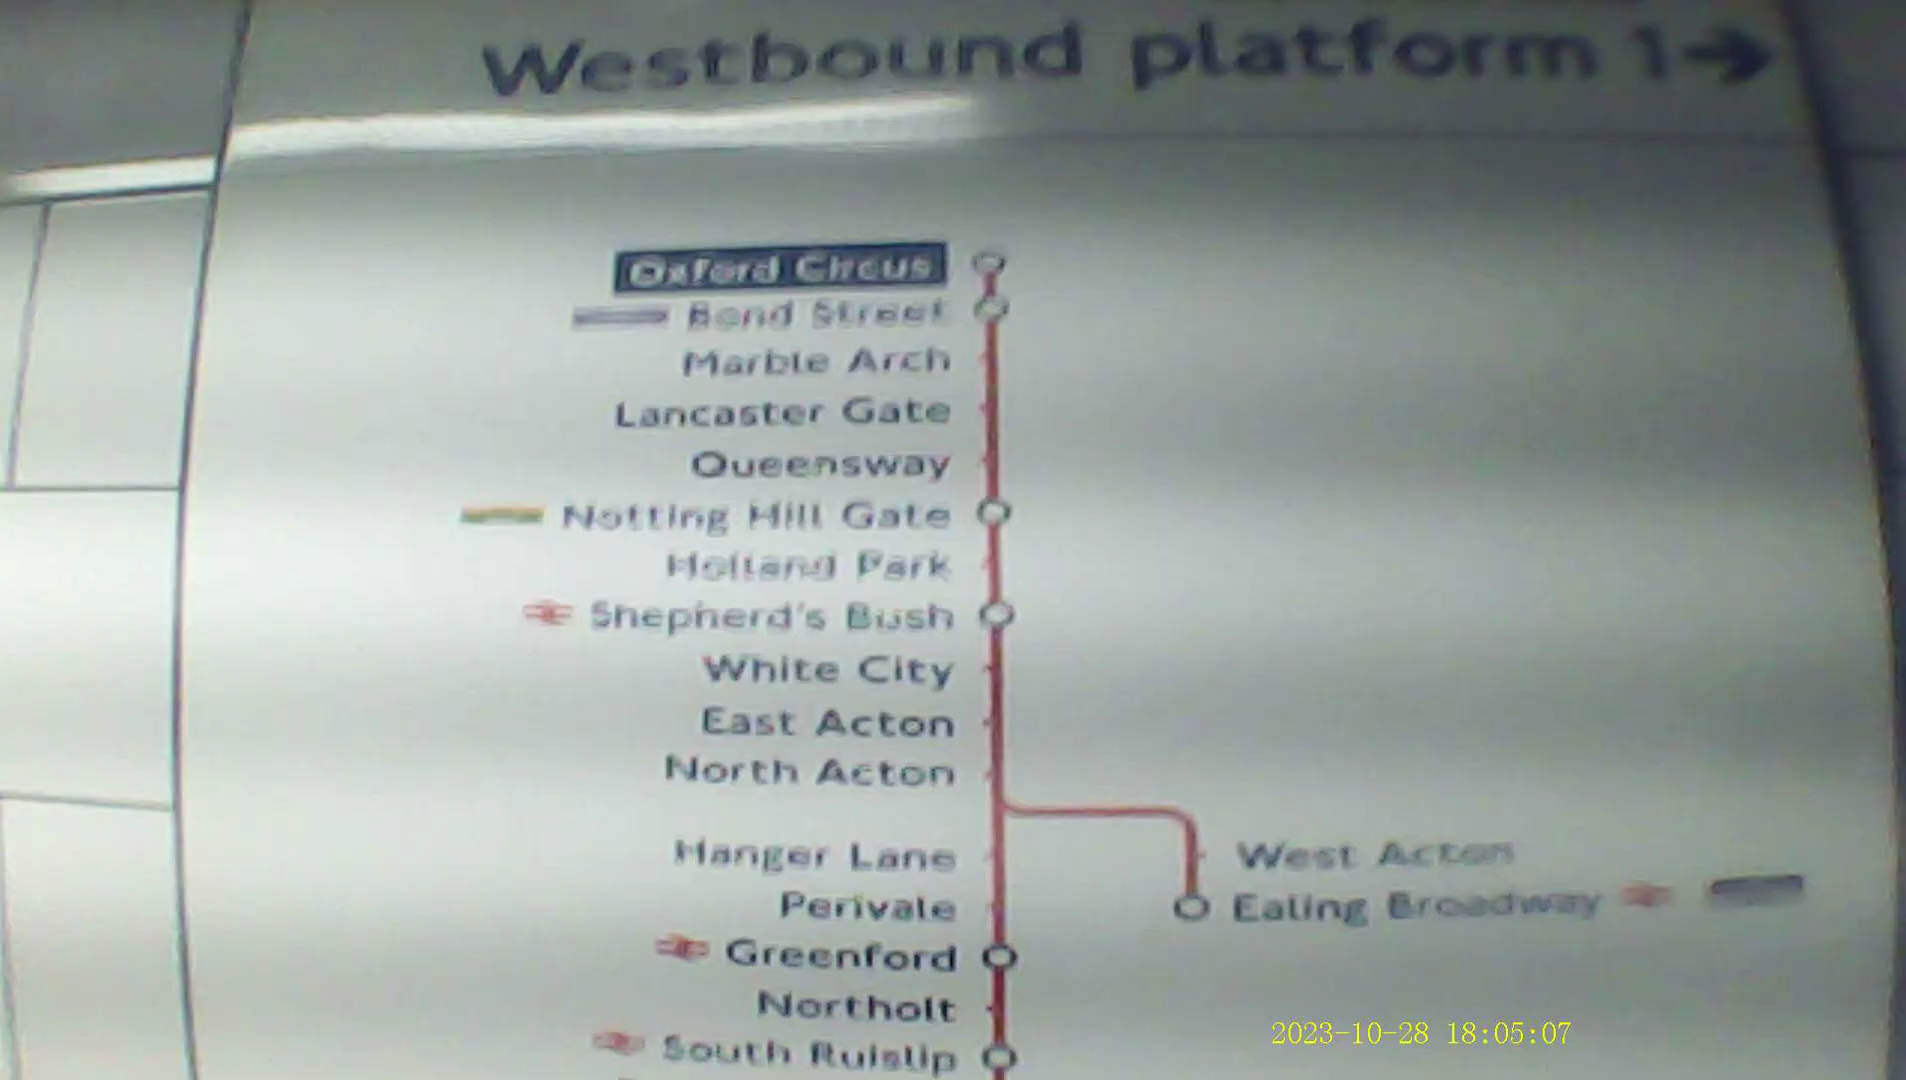 Westbound platform 1→
Oxford Circus
Bond Street
Marble Arch
Lancaster Gate
Queensway
Notting Hill Gate
Holland Park
Shepherd's Bush
White City
East Acton
North Acton
Hanger Lane
West Acton
Perivale
Ealing Broadway
Greenford
Northolt
South Ruislip
2023-10-28 18:05:07